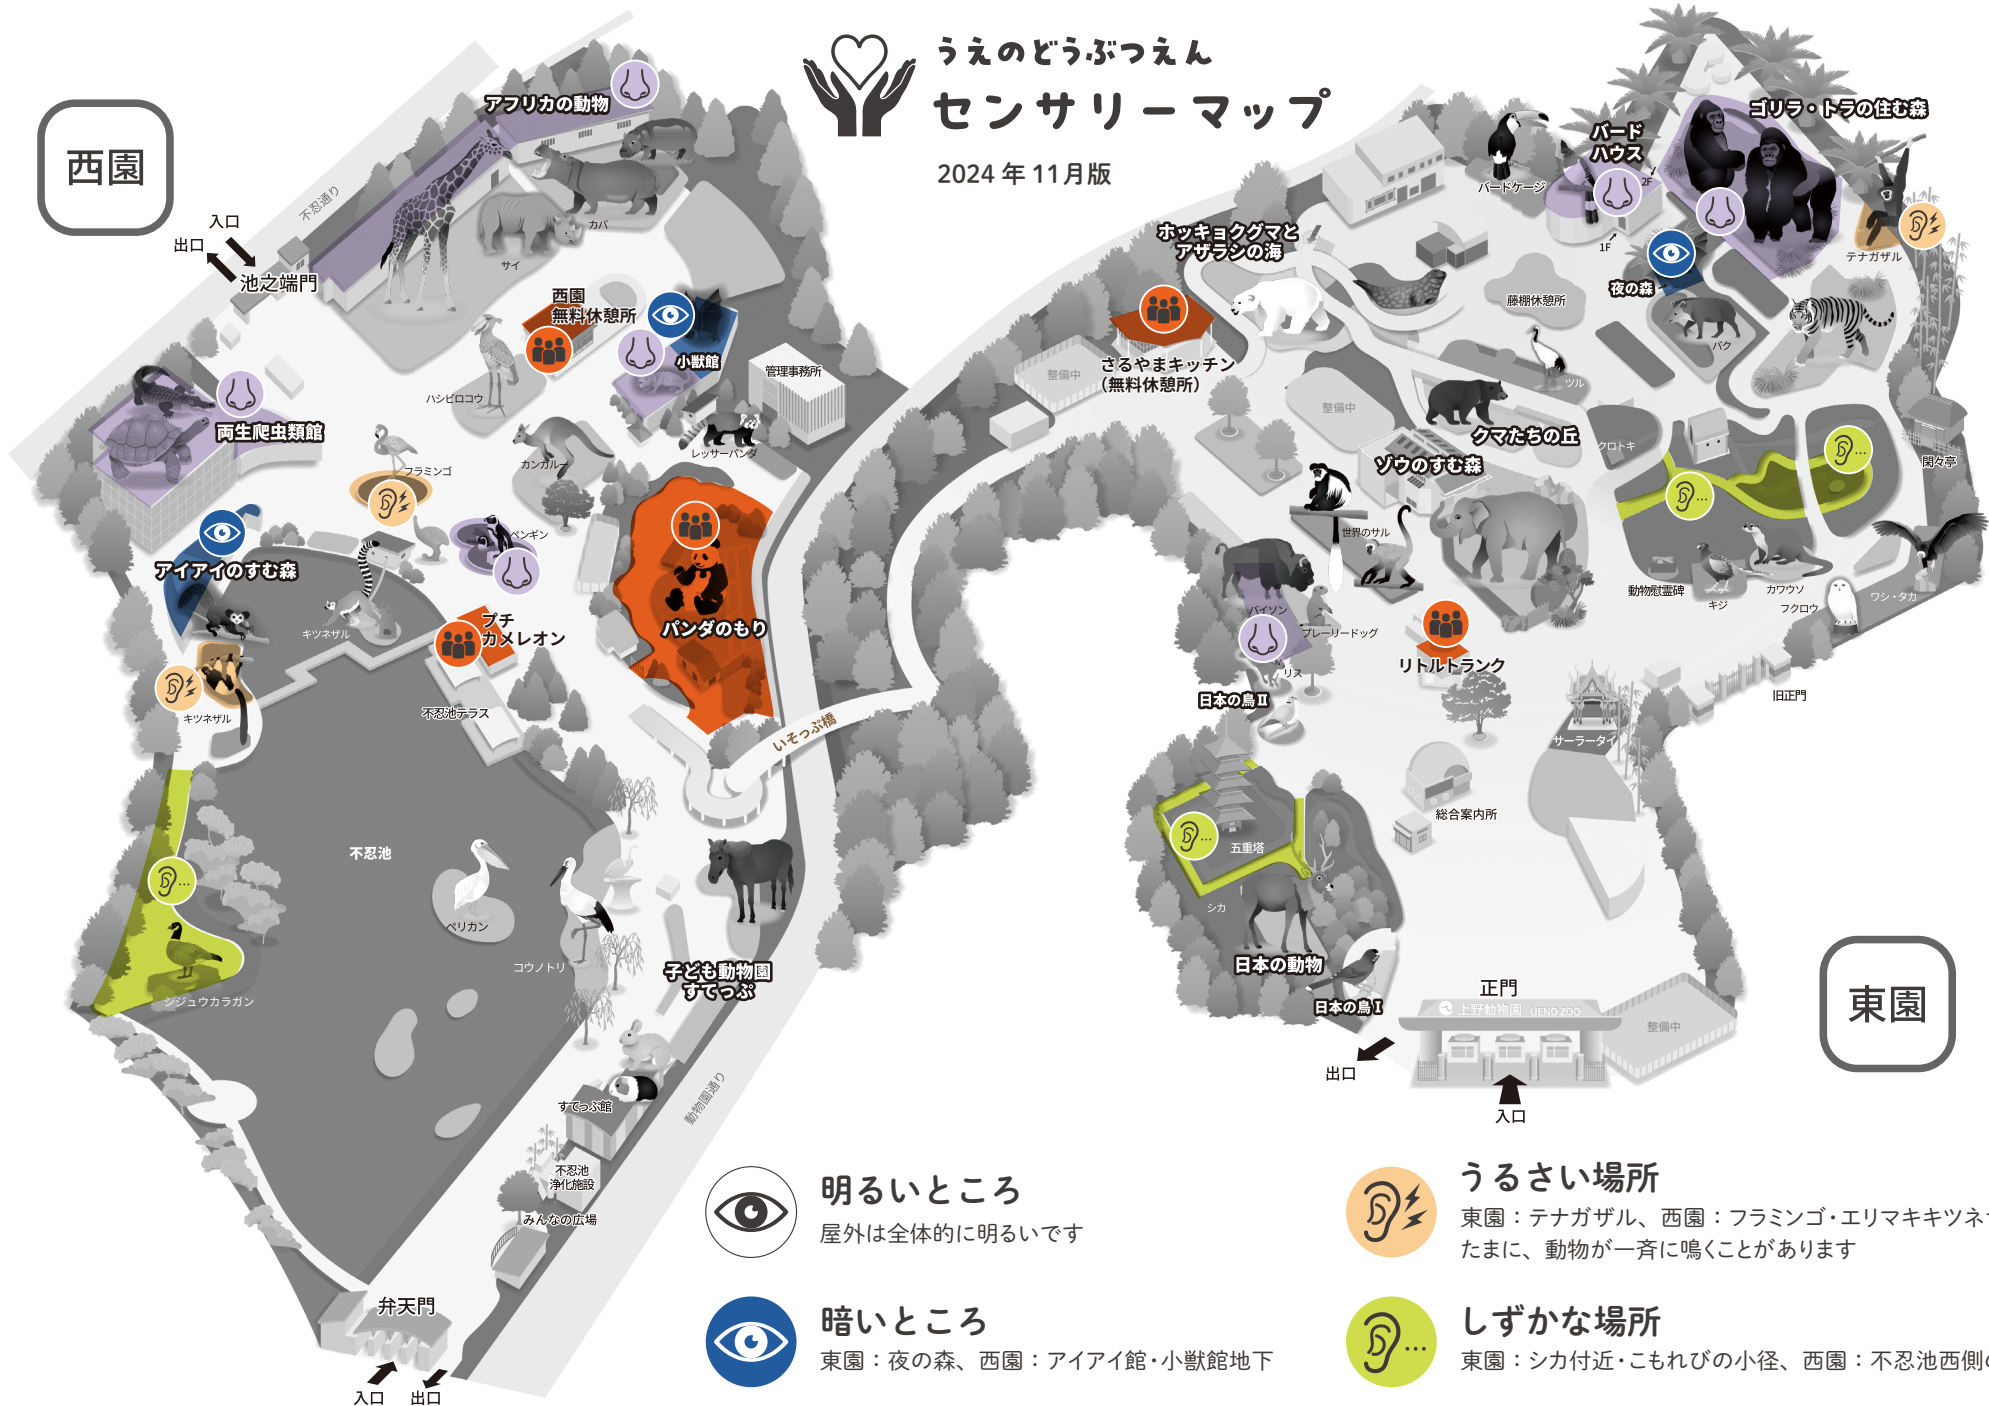 うえのどうぶつえん
センサリーマップ
2024 年 11月版
西園
アフリカの動物
不忍通り
入口
出口
池之端門
カバ
サイ
西園
無料休憩所
小獣館
管理事務所
ハシビロコウ
両生爬虫類館
フラミンゴ
カンガルー
レッサーパンダ
ペンギン
アイアイのすむ森
キツネザル
プチ
カメレオン
パンダのもり
キツネザル
不忍池テラス
いそっぷ橋
不忍池
ペリカン
コウノトリ
シジュウカラガン
子ども動物園
すてっぷ
動物園通り
すてっぷ館
不忍池
浄化施設
みんなの広場
弁天門
入口
出口
ゴリラ・トラの住む森
バード
ハウス
2F
1F
バードケージ
テナガザル
夜の森
ホッキョクグマと
アザラシの海
藤棚休憩所
バク
さるやまキッチン
（無料休憩所）
整備中
整備中
ツル
クマたちの丘
クロトキ
ゾウのすむ森
閑々亭
世界のサル
動物慰霊碑
キジ
カワウソ
フクロウ
ワシ・タカ
バイソン
プレーリードッグ
リス
リトルトランク
日本の鳥Ⅱ
旧正門
サーラータイ
総合案内所
五重塔
シカ
日本の動物
日本の鳥Ⅰ
正門
上野動物園 UENO ZOO
整備中
出口
入口
東園
明るいところ
屋外は全体的に明るいです
暗いところ
東園：夜の森、西園：アイアイ館・小獣館地下
うるさい場所
東園：テナガザル、西園：フラミンゴ・エリマキキツネ
たまに、動物が一斉に鳴くことがあります
しずかな場所
東園：シカ付近・こもれびの小径、西園：不忍池西側